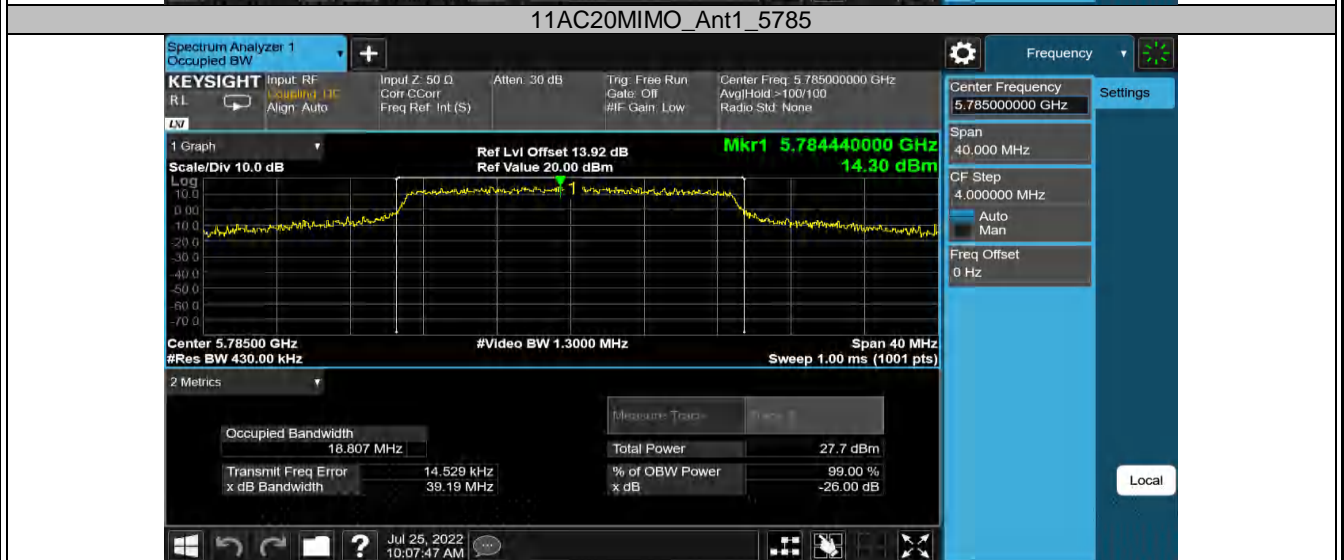 11AC20MIMO_Ant1_5785
Spectrum Analyzer 1
Occupied BW
Frequency
KEYSIGHT
RL
LXI
Input: RF
Coupling: DC
Align: Auto
Input Z: 50 Ω
Corr CCorr
Freq Ref: Int (S)
Atten: 30 dB
Trig: Free Run
Gate: Off
#IF Gain: Low
Center Freq: 5.785000000 GHz
Avg|Hold:>100/100
Radio Std: None
1 Graph
Scale/Div 10.0 dB
Ref Lvl Offset 13.92 dB
Ref Value 20.00 dBm
Mkr1 5.784440000 GHz
14.30 dBm
Log
10.0
0.00
-10.0
-20.0
-30.0
-40.0
-50.0
-60.0
-70.0
1
Center 5.78500 GHz
#Res BW 430.00 kHz
#Video BW 1.3000 MHz
Span 40 MHz
Sweep 1.00 ms (1001 pts)
2 Metrics
Measure Trace
Occupied Bandwidth
18.807 MHz
Total Power
27.7 dBm
Transmit Freq Error
14.529 kHz
% of OBW Power
99.00 %
x dB Bandwidth
39.19 MHz
x dB
-26.00 dB
Center Frequency
5.785000000 GHz
Settings
Span
40.000 MHz
CF Step
4.000000 MHz
Auto
Man
Freq Offset
0 Hz
Local
?
Jul 25, 2022
10:07:47 AM